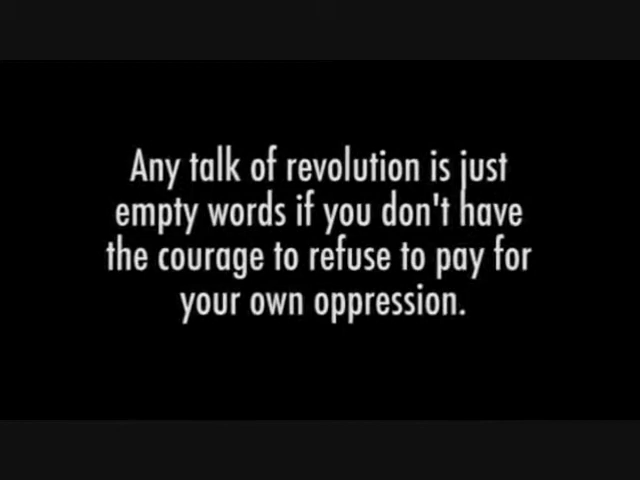 Any talk of revolution is just
empty words if you don't have
the courage to refuse to pay for
your own oppression.